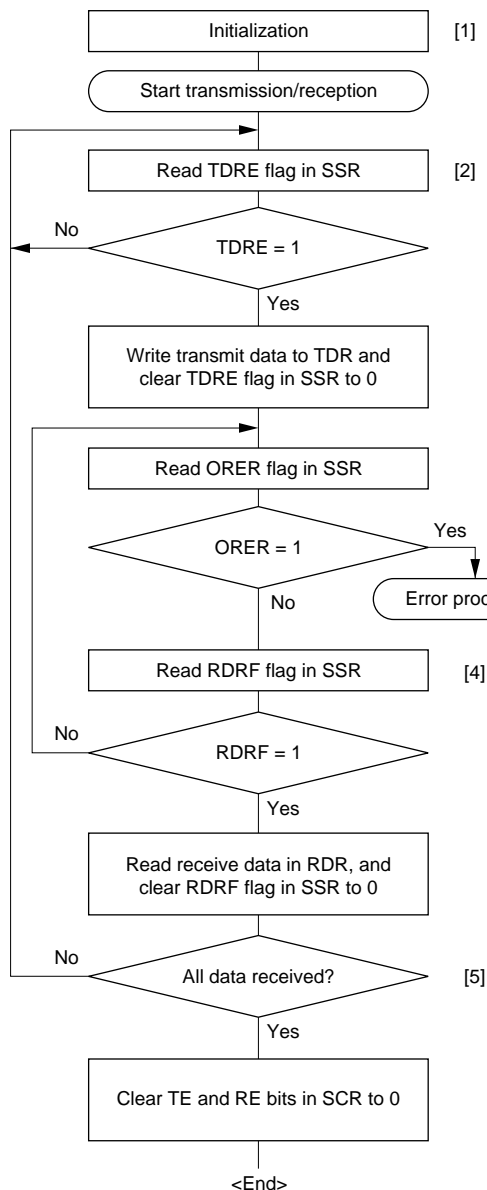 Initialization [1]
Start transmission/reception
Read TDRE flag in SSR [2]
No
TDRE = 1
Yes
Write transmit data to TDR and
clear TDRE flag in SSR to 0
Read ORER flag in SSR
Yes
ORER = 1
No
Error proc
Read RDRF flag in SSR [4]
No
RDRF = 1
Yes
Read receive data in RDR, and
clear RDRF flag in SSR to 0
No
All data received? [5]
Yes
Clear TE and RE bits in SCR to 0
<End>